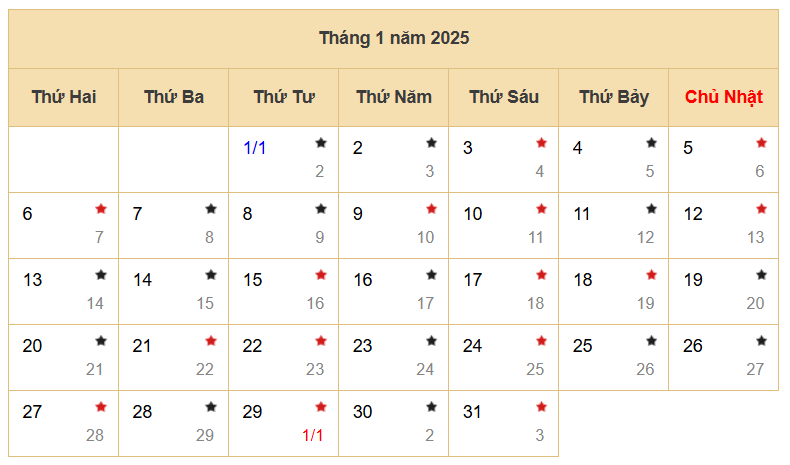 Tháng 1 năm 2025
Thứ Hai Thứ Ba Thứ Tư Thứ Năm Thứ Sáu Thứ Bảy Chủ Nhật
1/1 2 3 4 5
2 3 4 5 6
6 7 8 9 10 11 12
7 8 9 10 11 12 13
13 14 15 16 17 18 19
14 15 16 17 18 19 20
20 21 22 23 24 25 26
21 22 23 24 25 26 27
27 28 29 30 31
28 29 1/1 2 3